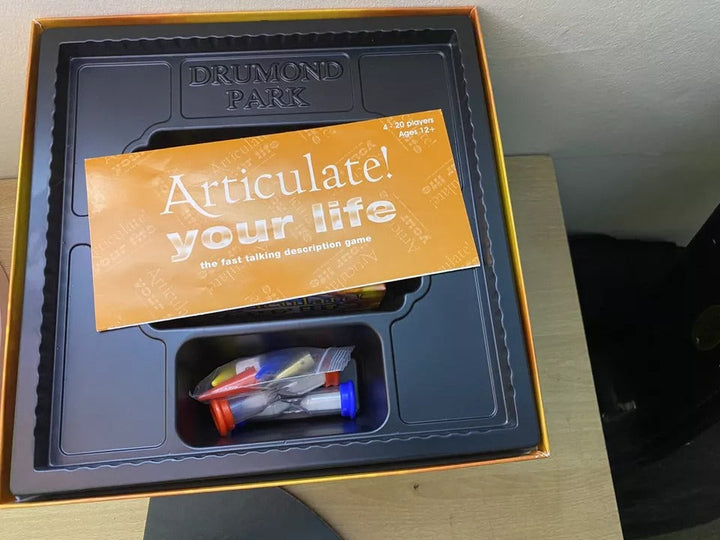 DRUMOND
PARK
4 - 20 players
Ages 12+
Articulate!
your life
the fast talking description game